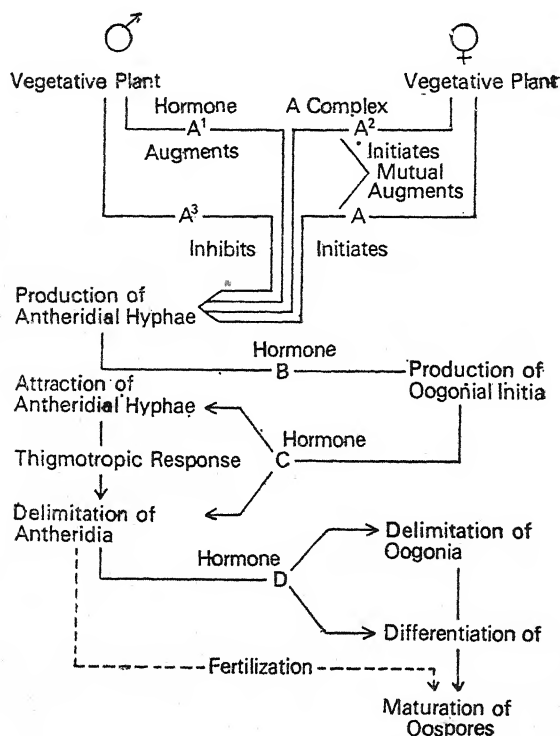 Vegetative Plant
Vegetative Plant
Hormone
A Complex
A¹
A²
Augments
Initiates
Mutual
Augments
A³
A
Inhibits
Initiates
Production of
Antheridial Hyphae
Hormone
B
Production of
Oogonial Initia
Attraction of
Antheridial Hyphae
Hormone
C
Thigmotropic Response
Delimitation of
Antheridia
Hormone
D
Delimitation of
Oogonia
Differentiation of
Fertilization
Maturation of
Oospores